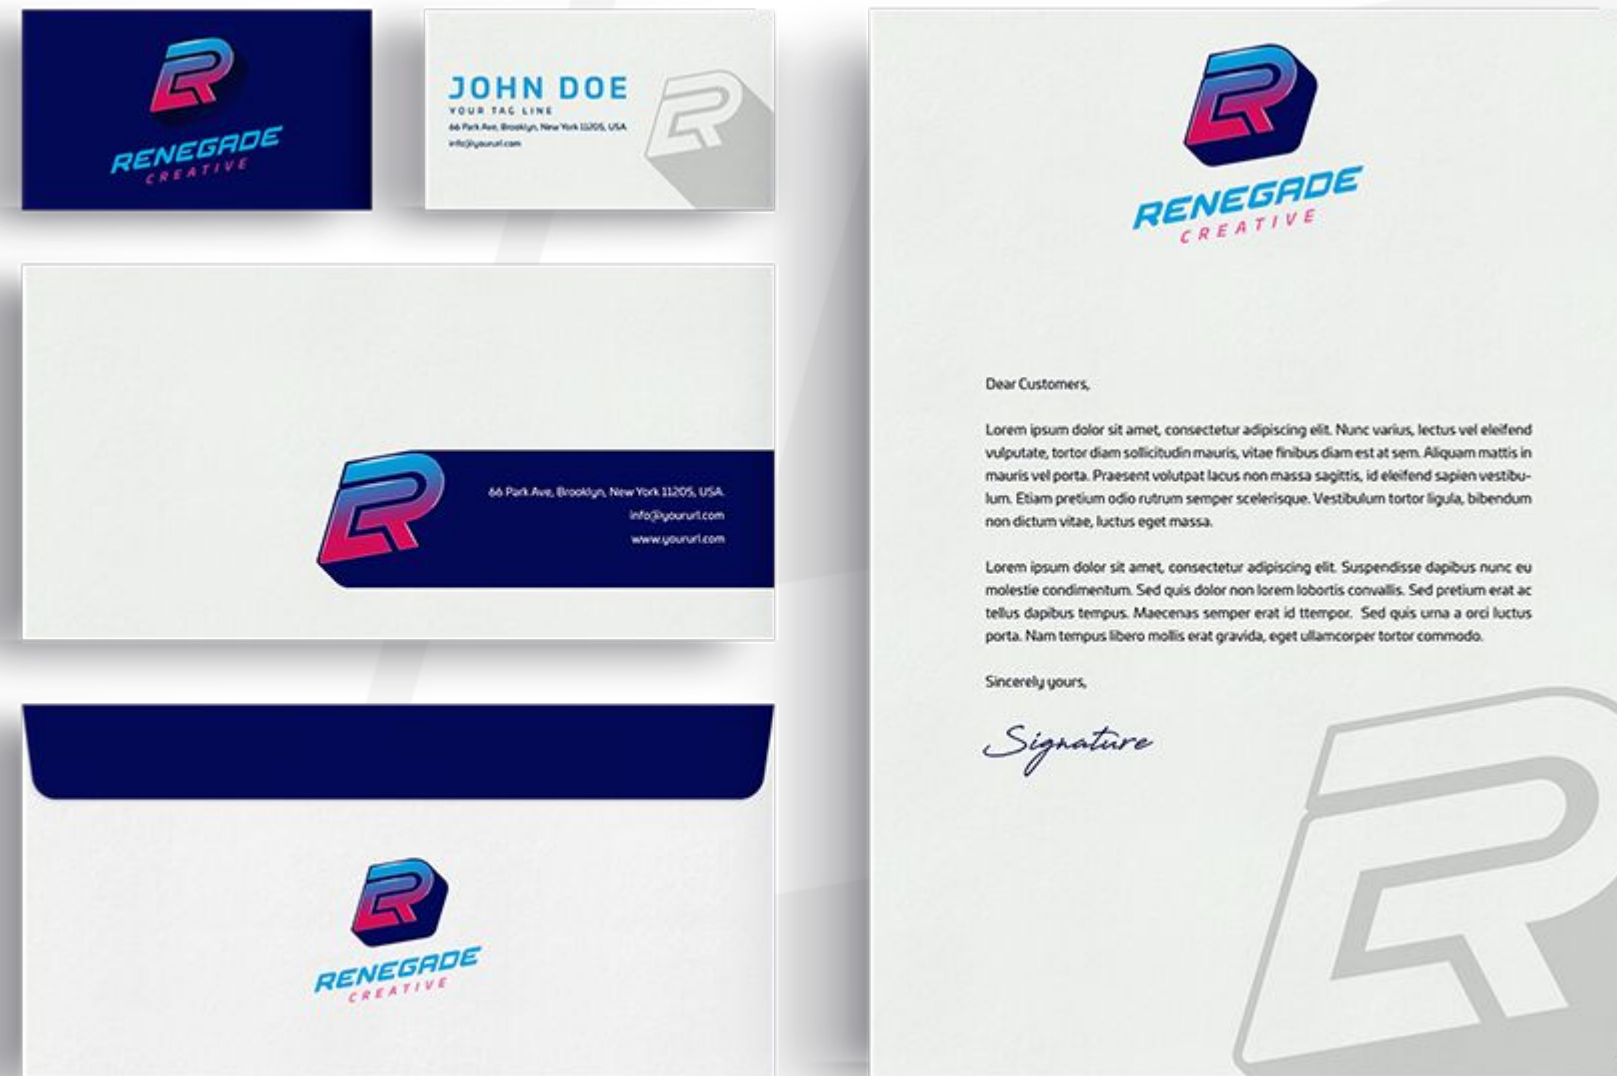 RENEGADE
CREATIVE
JOHN DOE
YOUR TAG LINE
66 Park Ave, Brooklyn, New York 11205, USA
info@yoururl.com
66 Park Ave, Brooklyn, New York 11205, USA.
info@yoururl.com
www.yoururl.com
RENEGADE
CREATIVE
RENEGADE
CREATIVE
Dear Customers,
Lorem ipsum dolor sit amet, consectetur adipiscing elit. Nunc varius, lectus vel eleifend
vulputate, tortor diam sollicitudin mauris, vitae finibus diam est at sem. Aliquam mattis in
mauris vel porta. Praesent volutpat lacus non massa sagittis, id eleifend sapien vestibu-
lum. Etiam pretium odio rutrum semper scelerisque. Vestibulum tortor ligula, bibendum
non dictum vitae, luctus eget massa.
Lorem ipsum dolor sit amet, consectetur adipiscing elit. Suspendisse dapibus nunc eu
molestie condimentum. Sed quis dolor non lorem lobortis convallis. Sed pretium erat ac
tellus dapibus tempus. Maecenas semper erat id ttempor. Sed quis urna a orci luctus
porta. Nam tempus libero mollis erat gravida, eget ullamcorper tortor commodo.
Sincerely yours,
Signature